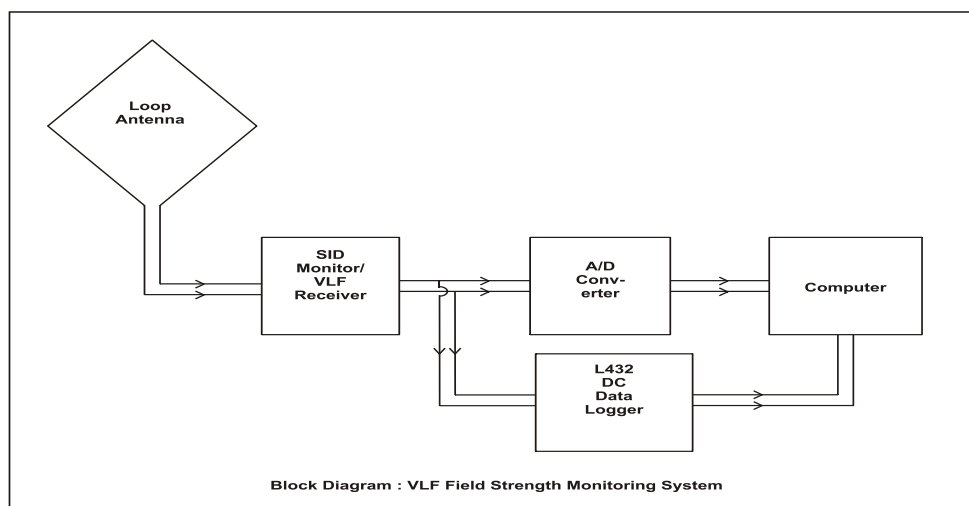 Loop
Antenna
SID
Monitor/
VLF
Receiver
A/D
Conv-
erter
Computer
L432
DC
Data
Logger
Block Diagram : VLF Field Strength Monitoring System